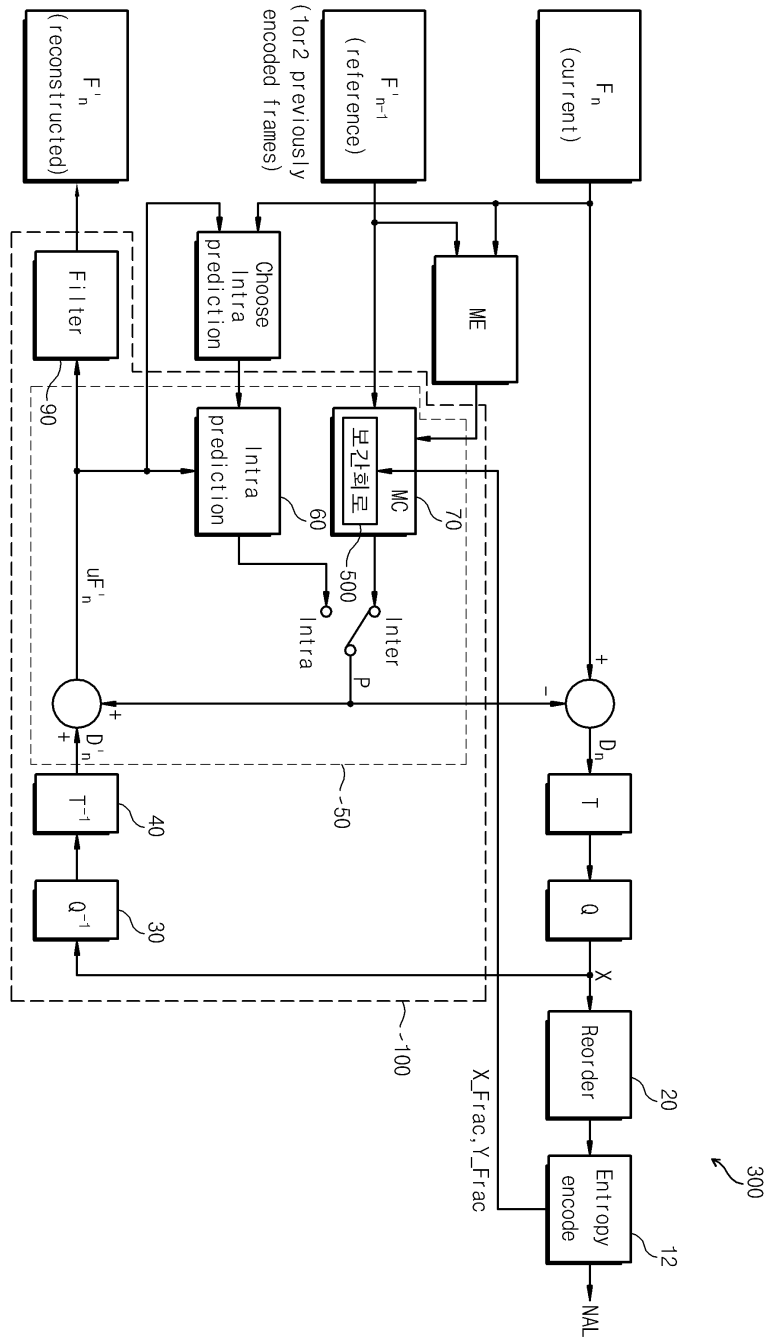 300
F_n
(current)
+
D_n
T
Q
X
Reorder
20
Entropy
encode
12
NAL
-
ME
X_Frac,Y_Frac
F'_n-1
(reference)
(1or2 previously
encoded frames)
MC
70
보간회로
500
Inter
P
Intra
Choose
Intra
prediction
Intra
prediction
60
50
100
F'_n
(reconstructed)
Filter
90
uF'_n
+
+
D'_n
T^-1
40
Q^-1
30